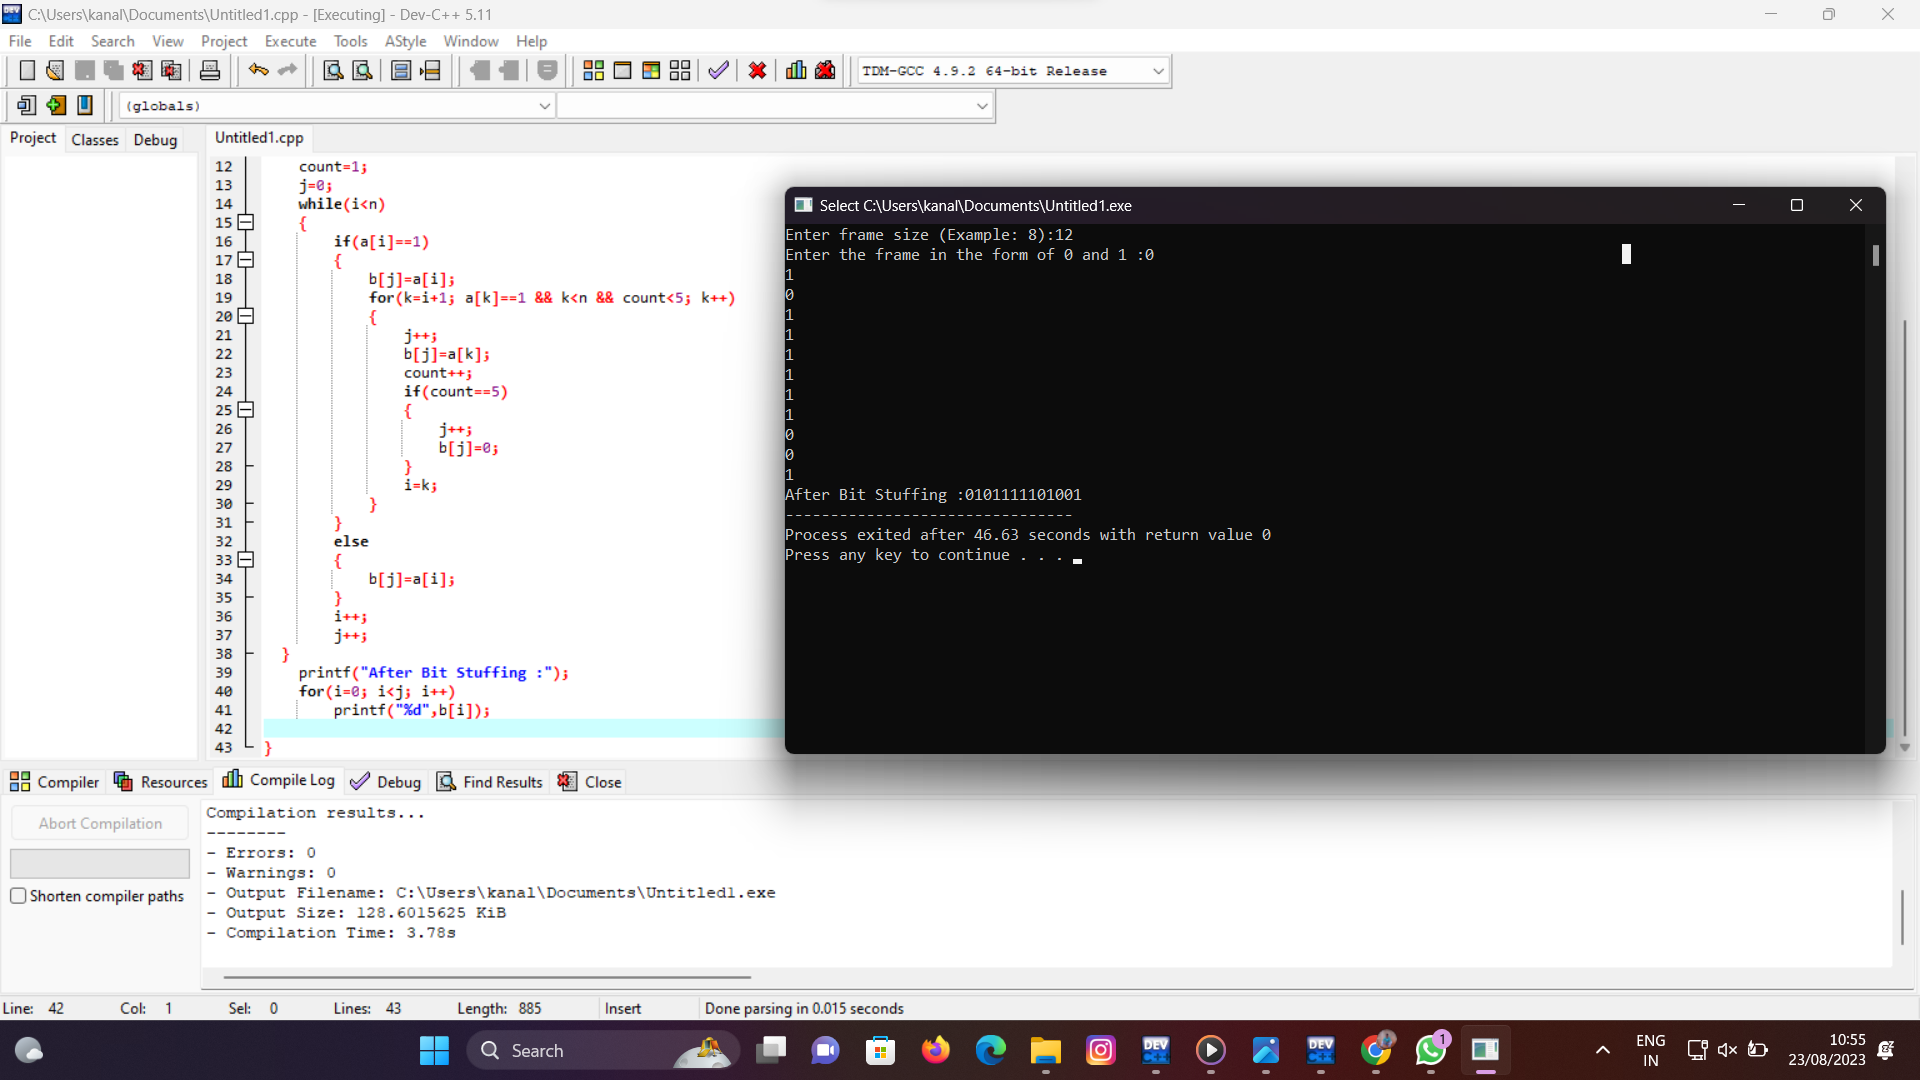 C:\Users\kanal\Documents\Untitled1.cpp - [Executing] - Dev-C++ 5.11
File Edit Search View Project Execute Tools AStyle Window Help
TDM-GCC 4.9.2 64-bit Release
(globals)
Project Classes Debug
Untitled1.cpp
12 count=1;
13 j=0;
14 while(i<n)
15 {
16 if(a[i]==1)
17 {
18 b[j]=a[i];
19 for(k=i+1; a[k]==1 && k<n && count<5; k++)
20 {
21 j++;
22 b[j]=a[k];
23 count++;
24 if(count==5)
25 {
26 j++;
27 b[j]=0;
28 }
29 i=k;
30 }
31 }
32 else
33 {
34 b[j]=a[i];
35 }
36 i++;
37 j++;
38 }
39 printf("After Bit Stuffing :");
40 for(i=0; i<j; i++)
41 printf("%d",b[i]);
42
43 }
Select C:\Users\kanal\Documents\Untitled1.exe
Enter frame size (Example: 8):12
Enter the frame in the form of 0 and 1 :0
1
0
1
1
1
1
1
1
0
0
1
After Bit Stuffing :0101111101001
--------------------------------
Process exited after 46.63 seconds with return value 0
Press any key to continue . . .
Compiler Resources Compile Log Debug Find Results Close
Abort Compilation
Shorten compiler paths
Compilation results...
--------
- Errors: 0
- Warnings: 0
- Output Filename: C:\Users\kanal\Documents\Untitled1.exe
- Output Size: 128.6015625 KiB
- Compilation Time: 3.78s
Line: 42 Col: 1 Sel: 0 Lines: 43 Length: 885 Insert Done parsing in 0.015 seconds
Search
DEV
DEV
1
ENG
IN
10:55
23/08/2023